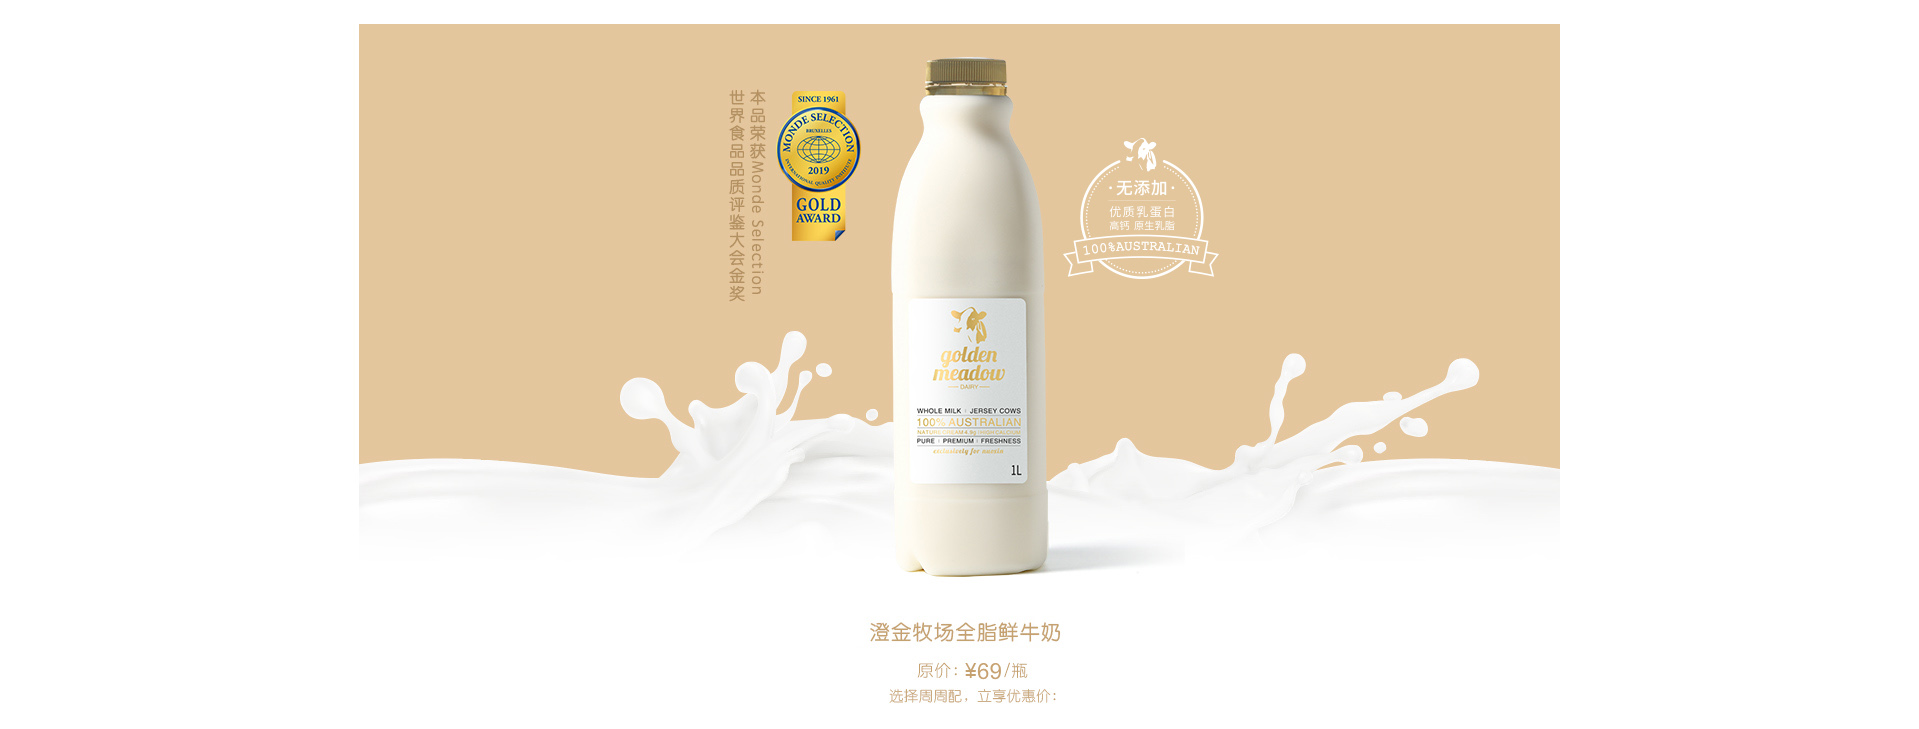 本品荣获Monde Selection
世界食品品质评鉴大会金奖
SINCE 1961
MONDE SELECTION
BRUXELLES
2019
INTERNATIONAL QUALITY INSTITUTE
GOLD
AWARD
·无添加·
优质乳蛋白
高钙 原生乳脂
100%AUSTRALIAN
golden
meadow
DAIRY
WHOLE MILK | JERSEY COWS
100% AUSTRALIAN
PURE | PREMIUM | FRESHNESS
1L
澄金牧场全脂鲜牛奶
原价：¥69/瓶
选择周周配，立享优惠价：